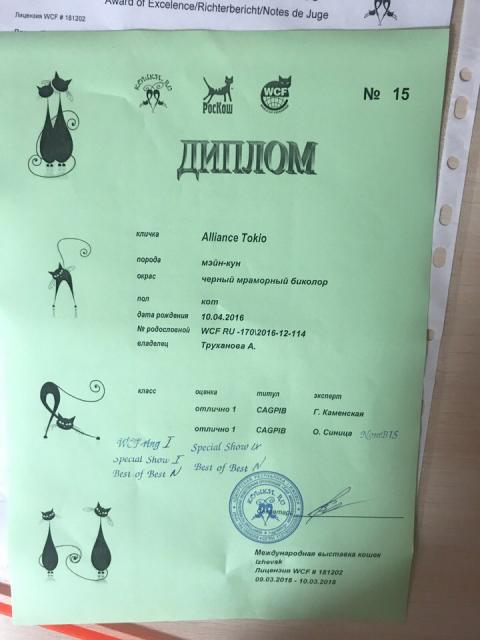 Award of Excelence/Richterbericht/Notes de Juge
Лицензия WCF # 181202
КОШКИ.RO
РосКош
WCF
№ 15
ДИПЛОМ
кличка Alliance Tokio
порода мэйн-кун
окрас черный мраморный биколор
пол кот
дата рождения 10.04.2016
№ родословной WCF RU -170\2016-12-114
владелец Труханова А.
класс оценка титул эксперт
отлично 1 CAGPIB Г. Каменская
отлично 1 CAGPIB О. Синица NomBIS
WCF-ring I Special Show IV
Special Show I Best of Best N
Best of Best N
Международная выставка кошек
Izhevsk
Лицензия WCF # 181202
09.03.2018 - 10.03.2018